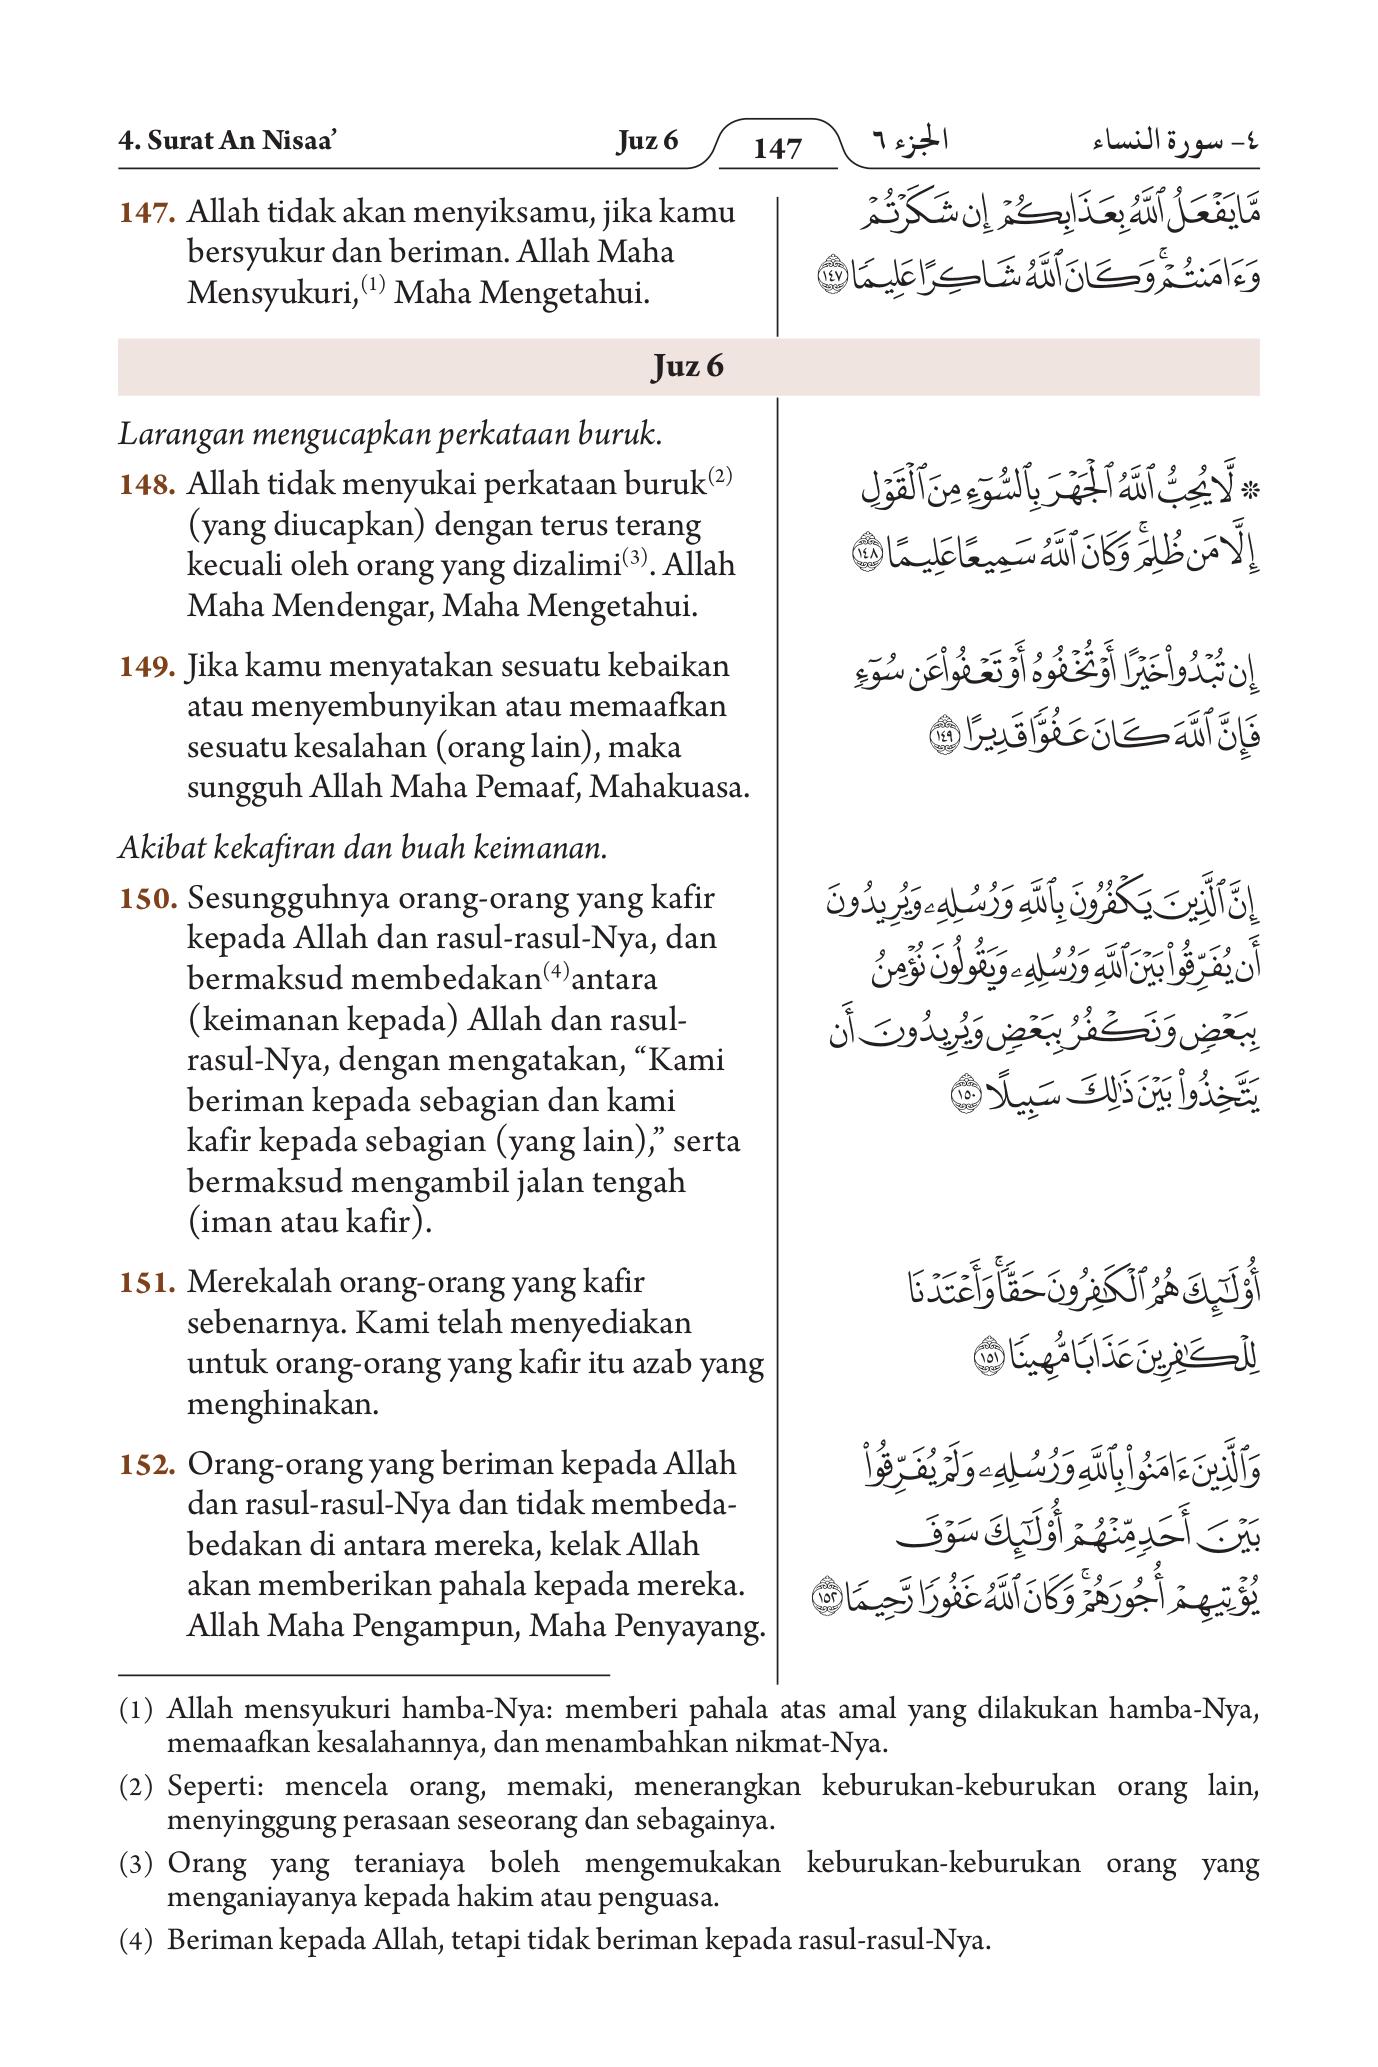 4. Surat An Nisaa’
Juz 6
147
الجزء ٦
٤- سورة النساء
147. Allah tidak akan menyiksamu, jika kamu
bersyukur dan beriman. Allah Maha
Mensyukuri,(1) Maha Mengetahui.
مَّا يَفْعَلُ ٱللَّهُ بِعَذَابِكُمْ إِن شَكَرْتُمْ
وَءَامَنتُمْ ۚ وَكَانَ ٱللَّهُ شَاكِرًا عَلِيمًا ١٤٧
Juz 6
Larangan mengucapkan perkataan buruk.
148. Allah tidak menyukai perkataan buruk(2)
(yang diucapkan) dengan terus terang
kecuali oleh orang yang dizalimi(3). Allah
Maha Mendengar, Maha Mengetahui.
۞ لَّا يُحِبُّ ٱللَّهُ ٱلْجَهْرَ بِٱلسُّوٓءِ مِنَ ٱلْقَوْلِ
إِلَّا مَن ظُلِمَ ۚ وَكَانَ ٱللَّهُ سَمِيعًا عَلِيمًا ١٤٨
149. Jika kamu menyatakan sesuatu kebaikan
atau menyembunyikan atau memaafkan
sesuatu kesalahan (orang lain), maka
sungguh Allah Maha Pemaaf, Mahakuasa.
إِن تُبْدُوا۟ خَيْرًا أَوْ تُخْفُوهُ أَوْ تَعْفُوا۟ عَن سُوٓءٍ
فَإِنَّ ٱللَّهَ كَانَ عَفُوًّا قَدِيرًا ١٤٩
Akibat kekafiran dan buah keimanan.
150. Sesungguhnya orang-orang yang kafir
kepada Allah dan rasul-rasul-Nya, dan
bermaksud membedakan(4)antara
(keimanan kepada) Allah dan rasul-
rasul-Nya, dengan mengatakan, “Kami
beriman kepada sebagian dan kami
kafir kepada sebagian (yang lain),” serta
bermaksud mengambil jalan tengah
(iman atau kafir).
إِنَّ ٱلَّذِينَ يَكْفُرُونَ بِٱللَّهِ وَرُسُلِهِۦ وَيُرِيدُونَ
أَن يُفَرِّقُوا۟ بَيْنَ ٱللَّهِ وَرُسُلِهِۦ وَيَقُولُونَ نُؤْمِنُ
بِبَعْضٍ وَنَكْفُرُ بِبَعْضٍ وَيُرِيدُونَ أَن
يَتَّخِذُوا۟ بَيْنَ ذَٰلِكَ سَبِيلًا ١٥٠
151. Merekalah orang-orang yang kafir
sebenarnya. Kami telah menyediakan
untuk orang-orang yang kafir itu azab yang
menghinakan.
أُو۟لَٰٓئِكَ هُمُ ٱلْكَٰفِرُونَ حَقًّا ۚ وَأَعْتَدْنَا
لِلْكَٰفِرِينَ عَذَابًا مُّهِينًا ١٥١
152. Orang-orang yang beriman kepada Allah
dan rasul-rasul-Nya dan tidak membeda-
bedakan di antara mereka, kelak Allah
akan memberikan pahala kepada mereka.
Allah Maha Pengampun, Maha Penyayang.
وَٱلَّذِينَ ءَامَنُوا۟ بِٱللَّهِ وَرُسُلِهِۦ وَلَمْ يُفَرِّقُوا۟
بَيْنَ أَحَدٍ مِّنْهُمْ أُو۟لَٰٓئِكَ سَوْفَ
يُؤْتِيهِمْ أُجُورَهُمْ ۗ وَكَانَ ٱللَّهُ غَفُورًا رَّحِيمًا ١٥٢
(1) Allah mensyukuri hamba-Nya: memberi pahala atas amal yang dilakukan hamba-Nya,
memaafkan kesalahannya, dan menambahkan nikmat-Nya.
(2) Seperti: mencela orang, memaki, menerangkan keburukan-keburukan orang lain,
menyinggung perasaan seseorang dan sebagainya.
(3) Orang yang teraniaya boleh mengemukakan keburukan-keburukan orang yang
menganiayanya kepada hakim atau penguasa.
(4) Beriman kepada Allah, tetapi tidak beriman kepada rasul-rasul-Nya.